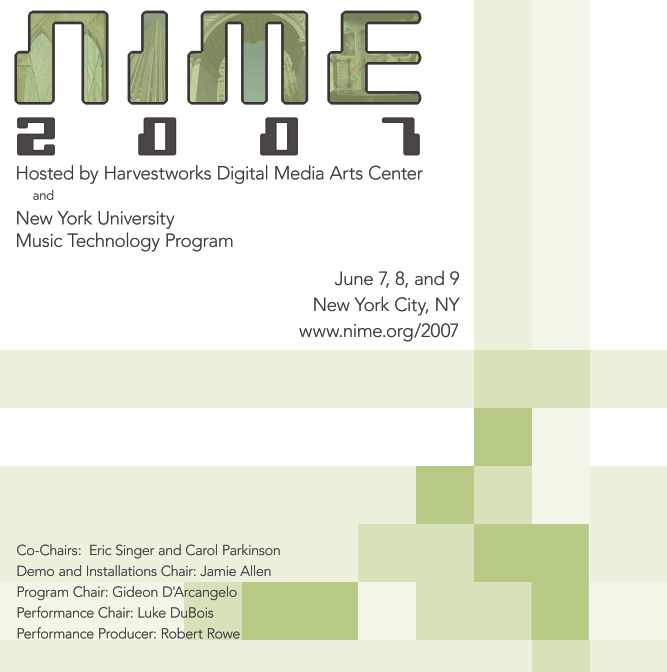 NIME
2007
Hosted by Harvestworks Digital Media Arts Center
and
New York University
Music Technology Program
June 7, 8, and 9
New York City, NY
www.nime.org/2007
Co-Chairs:  Eric Singer and Carol Parkinson
Demo and Installations Chair: Jamie Allen
Program Chair: Gideon D'Arcangelo
Performance Chair: Luke DuBois
Performance Producer: Robert Rowe